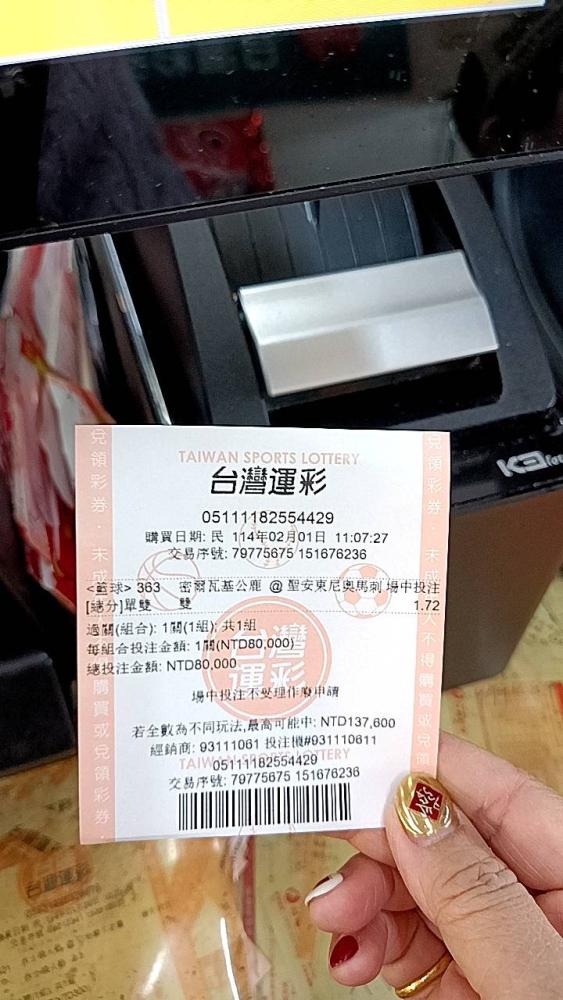 TAIWAN SPORTS LOTTERY
台灣運彩
05111182554429
購買日期: 民 114年02月01日 11:07:27
交易序號: 79775675 151676236
<籃球> 363 密爾瓦基公鹿 @ 聖安東尼奧馬刺 場中投注
[總分]單雙 雙 1.72
過關(組合): 1關(1組); 共1組
每組合投注金額: 1關(NTD80,000)
總投注金額: NTD80,000
台灣運彩
場中投注不受理作廢申請
若全數為不同玩法,最高可能中: NTD137,600
經銷商: 93111061 投注機#931110611
TAIWAN SPORTS LOTTERY
05111182554429
交易序號: 79775675 151676236
兌領彩券．未成
購買或兌領彩券．
兌領彩券．未成
人不得購買或兌領